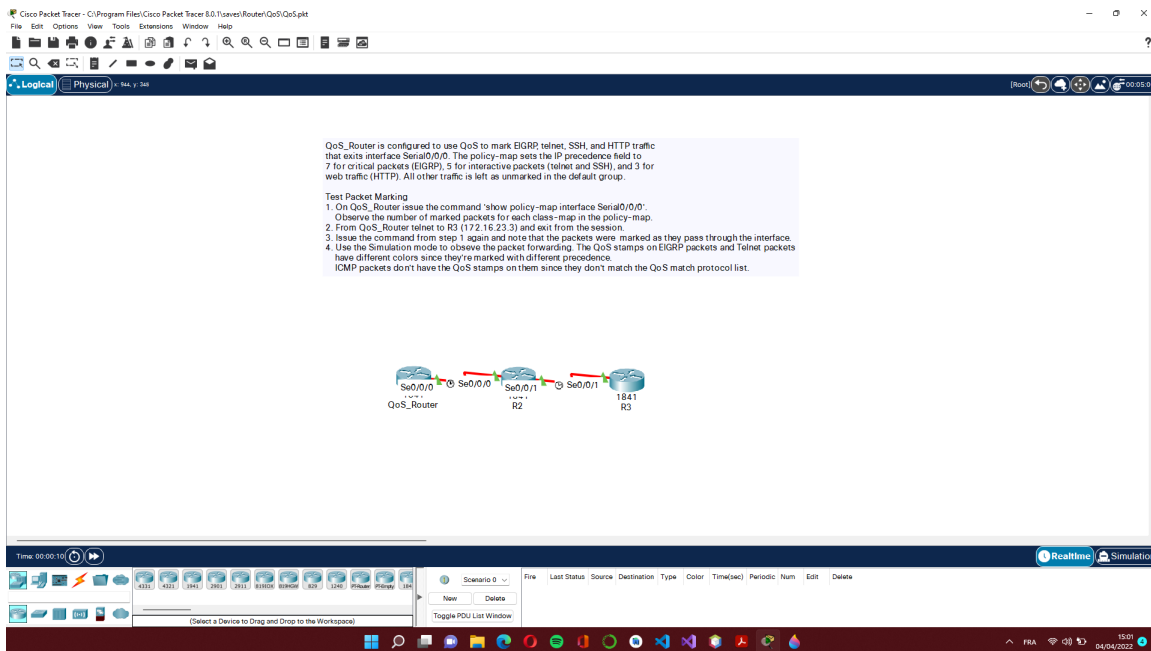 Cisco Packet Tracer - C:\Program Files\Cisco Packet Tracer 8.0.1\saves\Router\QoS\QoS.pkt
File Edit Options View Tools Extensions Window Help
?
Logical Physical x: 944, y: 346 [Root] 00:05:0
QoS_Router is configured to use QoS to mark EIGRP, telnet, SSH, and HTTP traffic
that exits interface Serial0/0/0. The policy-map sets the IP precedence field to
7 for critical packets (EIGRP), 5 for interactive packets (telnet and SSH), and 3 for
web traffic (HTTP). All other traffic is left as unmarked in the default group.
Test Packet Marking
1. On QoS_Router issue the command 'show policy-map interface Serial0/0/0'.
Observe the number of marked packets for each class-map in the policy-map.
2. From QoS_Router telnet to R3 (172.16.23.3) and exit from the session.
3. Issue the command from step 1 again and note that the packets were marked as they pass through the interface.
4. Use the Simulation mode to obseve the packet forwarding. The QoS stamps on EIGRP packets and Telnet packets
have different colors since they're marked with different precedence.
ICMP packets don't have the QoS stamps on them since they don't match the QoS match protocol list.
Se0/0/0 Se0/0/0 Se0/0/1 Se0/0/1
1841
QoS_Router R2 R3
Time: 00:00:10 Realtime Simulation
4331 4321 1941 2901 2911 819IOX 819HGW 829 1240 PT-Router PT-Empty 184
Scenario 0
New Delete
Toggle PDU List Window
Fire Last Status Source Destination Type Color Time(sec) Periodic Num Edit Delete
(Select a Device to Drag and Drop to the Workspace)
FRA 15:01
04/04/2022 4